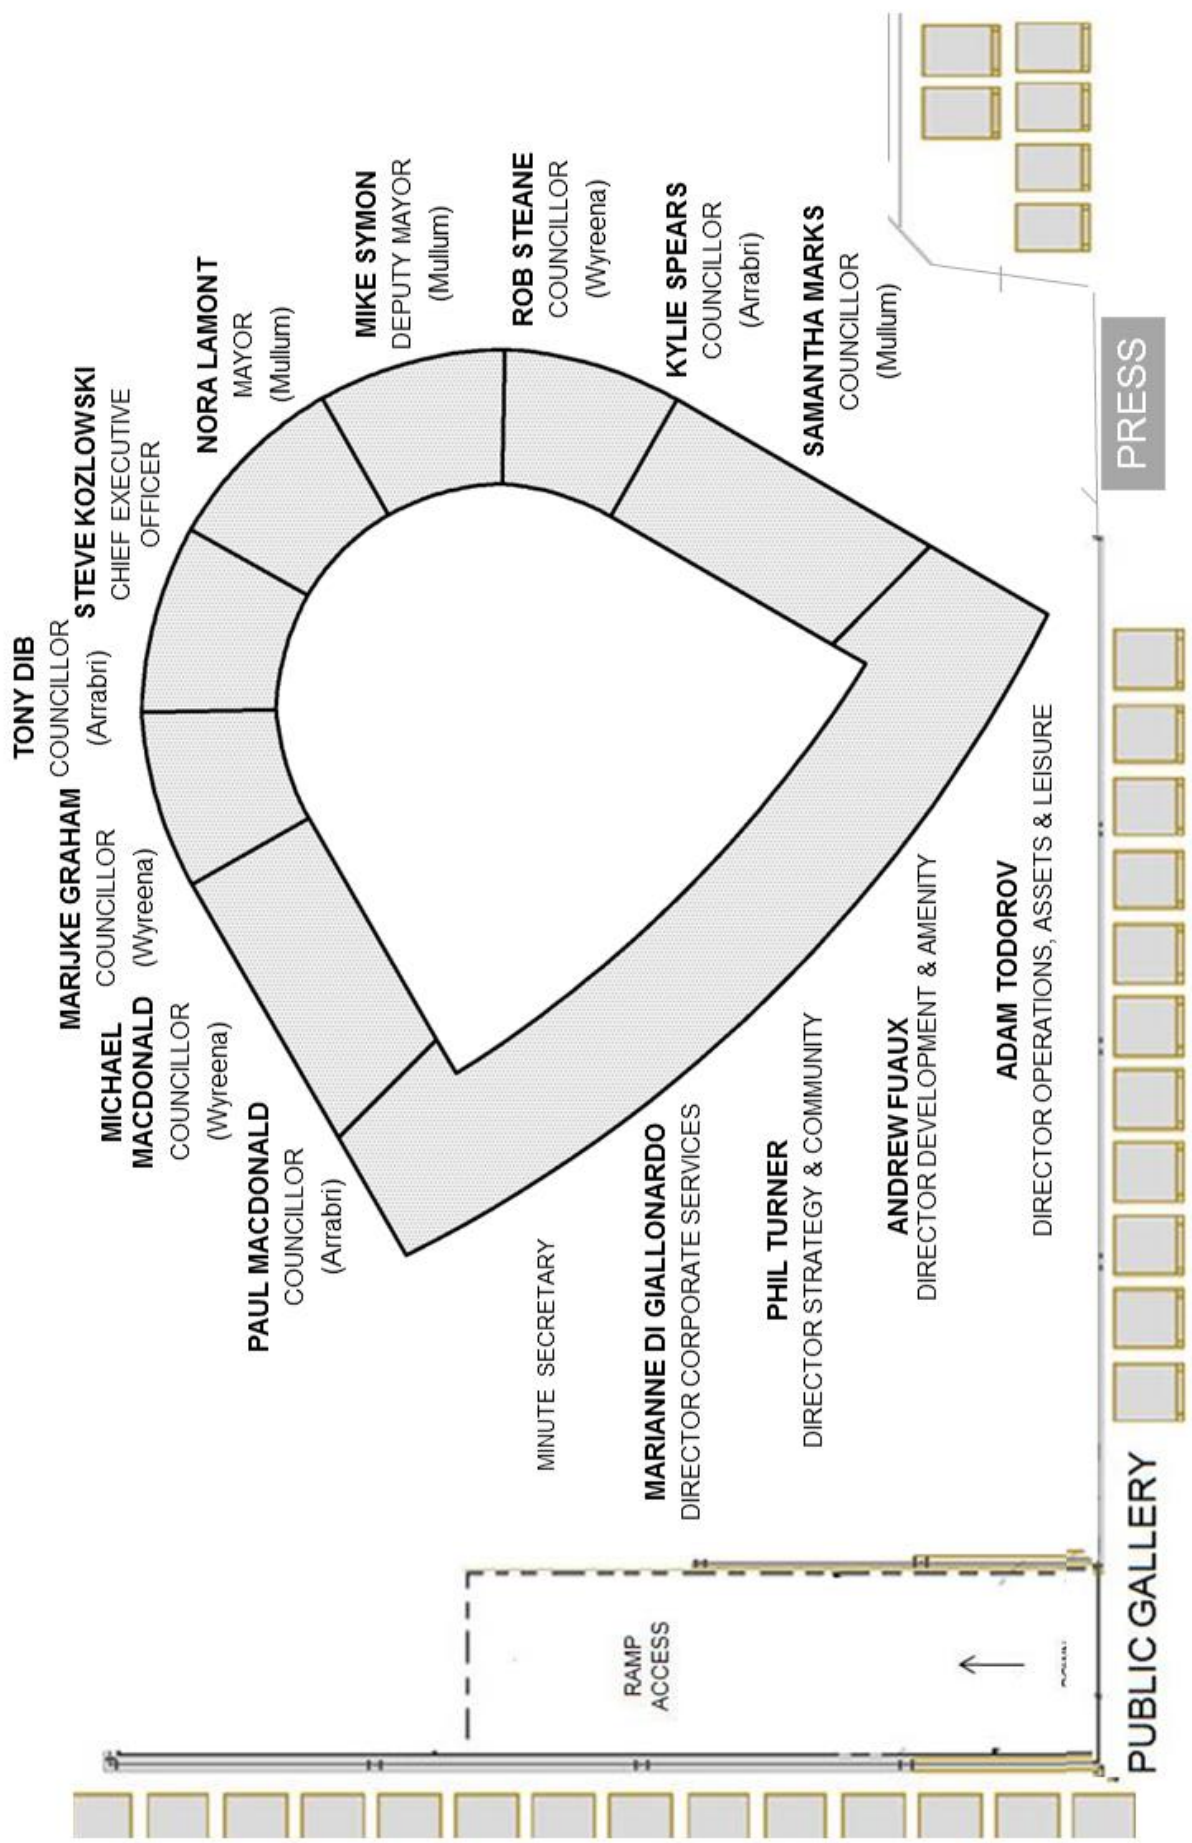 TONY DIB
COUNCILLOR
(Arrabri)
STEVE KOZLOWSKI
CHIEF EXECUTIVE
OFFICER
NORA LAMONT
MAYOR
(Mullum)
MIKE SYMON
DEPUTY MAYOR
(Mullum)
ROB STEANE
COUNCILLOR
(Wyreena)
KYLIE SPEARS
COUNCILLOR
(Arrabri)
SAMANTHA MARKS
COUNCILLOR
(Mullum)
MARIJKE GRAHAM
COUNCILLOR
(Wyreena)
MICHAEL
MACDONALD
COUNCILLOR
(Wyreena)
PAUL MACDONALD
COUNCILLOR
(Arrabri)
MINUTE SECRETARY
MARIANNE DI GIALLONARDO
DIRECTOR CORPORATE SERVICES
PHIL TURNER
DIRECTOR STRATEGY & COMMUNITY
ANDREW FUAUX
DIRECTOR DEVELOPMENT & AMENITY
ADAM TODOROV
DIRECTOR OPERATIONS, ASSETS & LEISURE
RAMP
ACCESS
PUBLIC GALLERY
PRESS